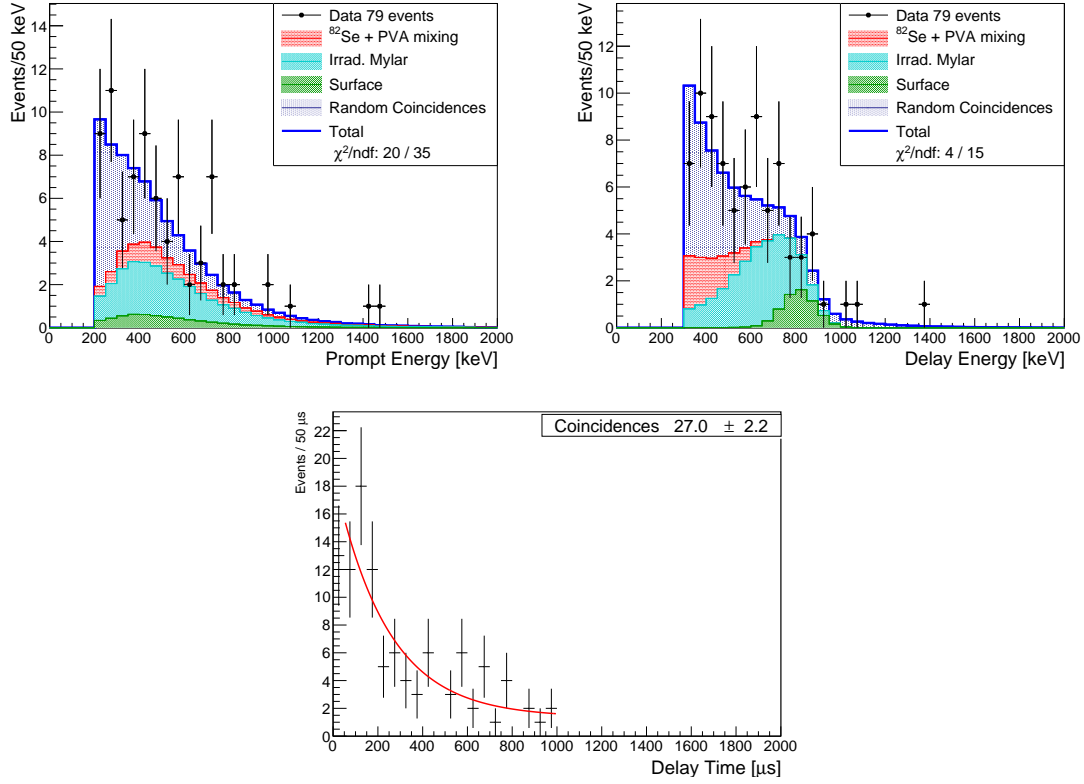 Events/50 keV
14
12
10
8
6
4
2
0
0 200 400 600 800 1000 1200 1400 1600 1800 2000
Prompt Energy [keV]
Data 79 events
⁸²Se + PVA mixing
Irrad. Mylar
Surface
Random Coincidences
Total
χ²/ndf: 20 / 35
Events/50 keV
12
10
8
6
4
2
0
0 200 400 600 800 1000 1200 1400 1600 1800 2000
Delay Energy [keV]
Data 79 events
⁸²Se + PVA mixing
Irrad. Mylar
Surface
Random Coincidences
Total
χ²/ndf: 4 / 15
Events / 50 μs
22
20
18
16
14
12
10
8
6
4
2
0
0 200 400 600 800 1000 1200 1400 1600 1800 2000
Delay Time [μs]
Coincidences 27.0 ± 2.2